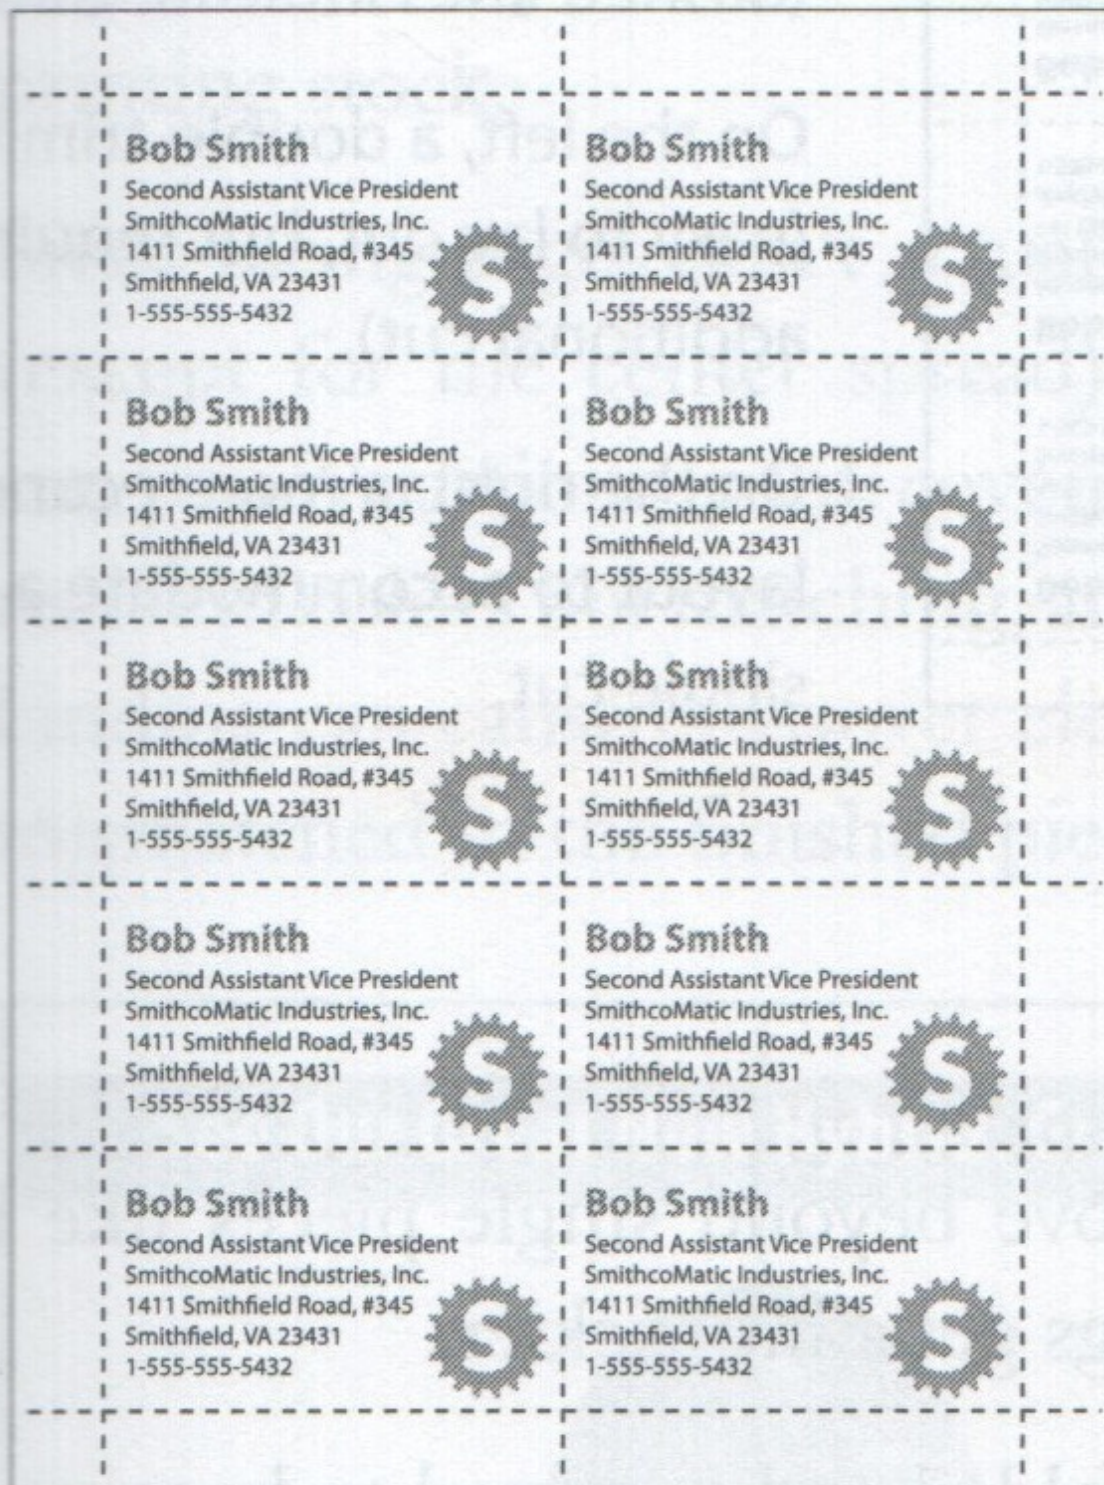 Bob Smith
Second Assistant Vice President
SmithcoMatic Industries, Inc.
1411 Smithfield Road, #345
Smithfield, VA 23431
1-555-555-5432
S
Bob Smith
Second Assistant Vice President
SmithcoMatic Industries, Inc.
1411 Smithfield Road, #345
Smithfield, VA 23431
1-555-555-5432
S
Bob Smith
Second Assistant Vice President
SmithcoMatic Industries, Inc.
1411 Smithfield Road, #345
Smithfield, VA 23431
1-555-555-5432
S
Bob Smith
Second Assistant Vice President
SmithcoMatic Industries, Inc.
1411 Smithfield Road, #345
Smithfield, VA 23431
1-555-555-5432
S
Bob Smith
Second Assistant Vice President
SmithcoMatic Industries, Inc.
1411 Smithfield Road, #345
Smithfield, VA 23431
1-555-555-5432
S
Bob Smith
Second Assistant Vice President
SmithcoMatic Industries, Inc.
1411 Smithfield Road, #345
Smithfield, VA 23431
1-555-555-5432
S
Bob Smith
Second Assistant Vice President
SmithcoMatic Industries, Inc.
1411 Smithfield Road, #345
Smithfield, VA 23431
1-555-555-5432
S
Bob Smith
Second Assistant Vice President
SmithcoMatic Industries, Inc.
1411 Smithfield Road, #345
Smithfield, VA 23431
1-555-555-5432
S
Bob Smith
Second Assistant Vice President
SmithcoMatic Industries, Inc.
1411 Smithfield Road, #345
Smithfield, VA 23431
1-555-555-5432
S
Bob Smith
Second Assistant Vice President
SmithcoMatic Industries, Inc.
1411 Smithfield Road, #345
Smithfield, VA 23431
1-555-555-5432
S